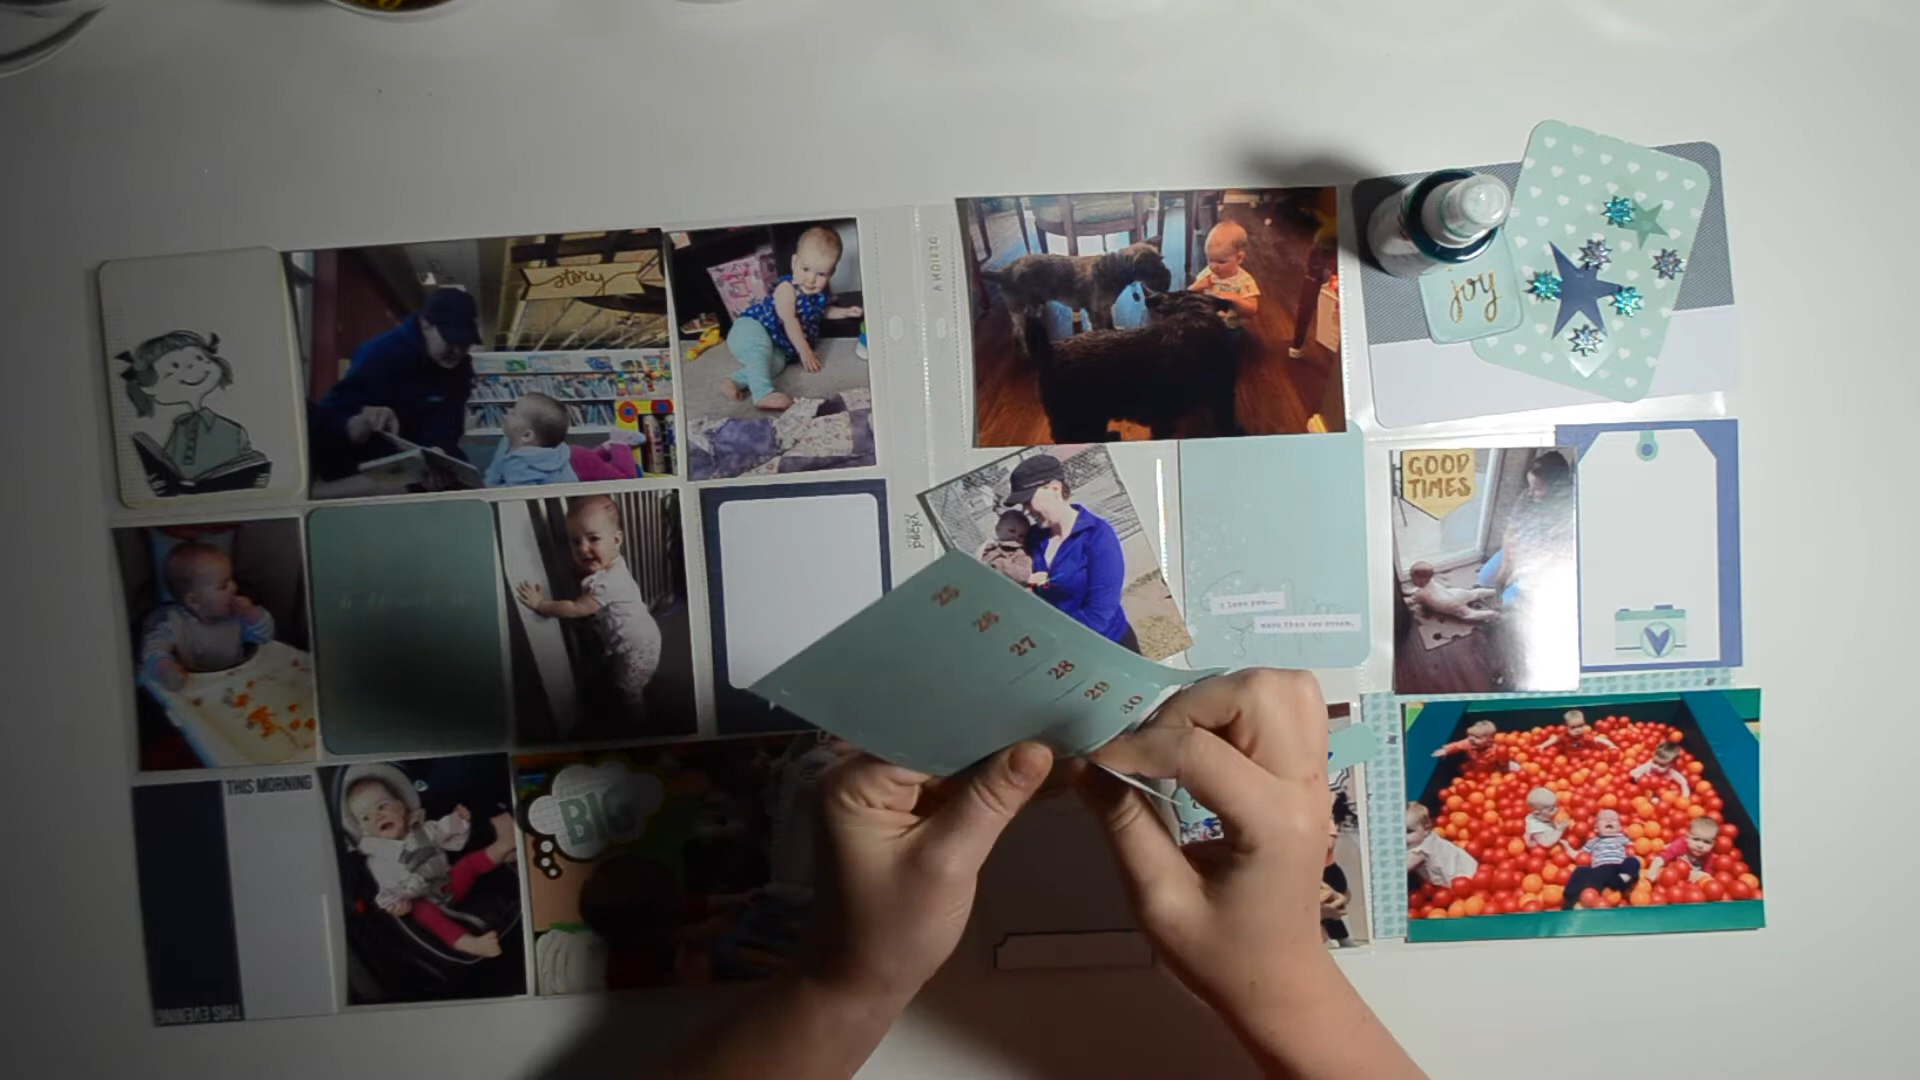 story
joy
GOOD
TIMES
i love you...
more than ice cream.
25
26
27
28
29
30
THIS MORNING
BIG
THIS EVENING